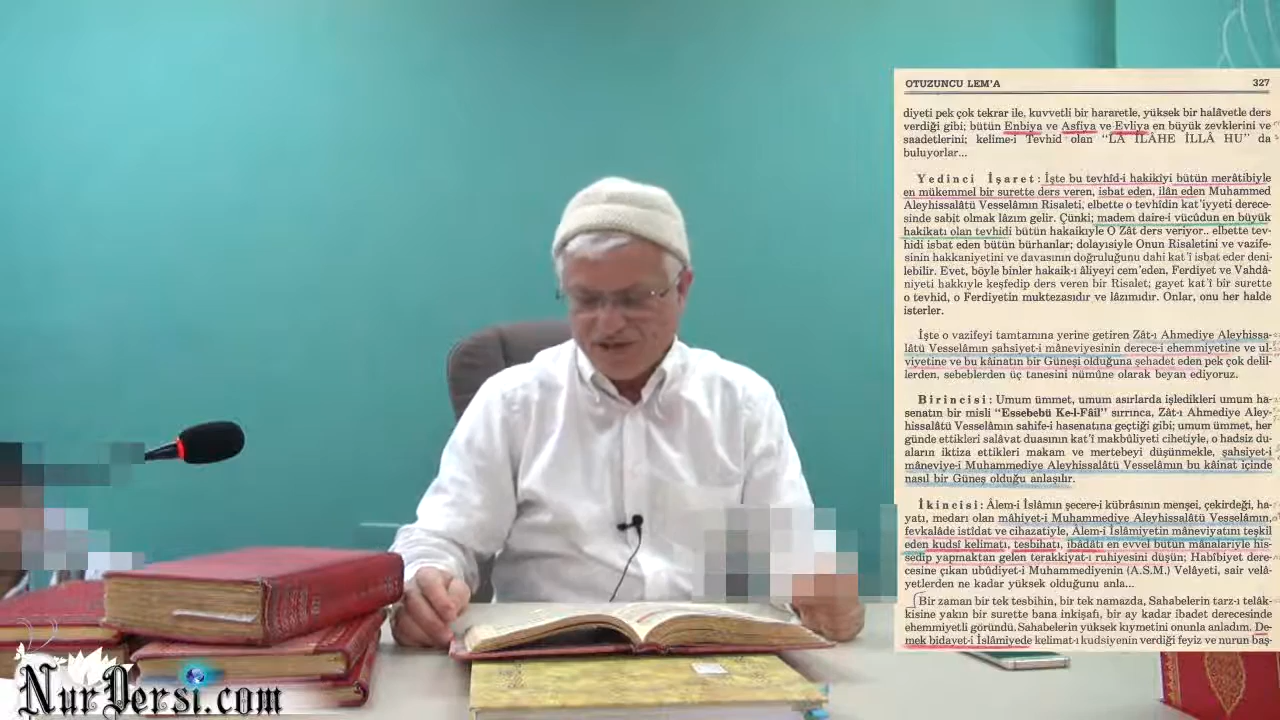 OTUZUNCU LEM'A 327
diyeti pek çok tekrar ile, kuvvetli bir hararetle, yüksek bir halâvetle ders
verdiği gibi; bütün Enbiya ve Asfiya ve Evliya en büyük zevklerini ve
saadetlerini; kelime-i Tevhid olan "LÂ İLÂHE İLLÂ HU" da
buluyorlar...
Yedinci İşaret: İşte bu tevhîd-i hakikîyi bütün merâtibiyle
en mükemmel bir surette ders veren, isbat eden, ilân eden Muhammed
Aleyhissalâtü Vesselâmın Risaleti, elbette o tevhidin kat'iyyeti derece-
sinde sabit olmak lâzım gelir. Çünki; madem daire-i vücûdun en büyük
hakikatı olan tevhidi bütün hakaikıyle O Zât ders veriyor.. elbette tev-
hidi isbat eden bütün bürhanlar; dolayısiyle Onun Risaletini ve vazife-
sinin hakkaniyetini ve davasının doğruluğunu dahi kat'î isbat eder deni-
lebilir. Evet, böyle binler hakaik-ı âliyeyi cem'eden, Ferdiyet ve Vahdâ-
niyeti hakkıyle keşfedip ders veren bir Risalet; gayet kat'î bir surette
o tevhid, o Ferdiyetin muktezasıdır ve lâzımıdır. Onlar, onu her halde
isterler.
İşte o vazifeyi tamtamına yerine getiren Zât-ı Ahmediye Aleyhissa-
lâtü Vesselâmın şahsiyet-i mâneviyesinin derece-i ehemmiyetine ve ul-
viyetine ve bu kâinatın bir Güneşi olduğuna şehadet eden pek çok delil-
lerden, sebeblerden üç tanesini nümûne olarak beyan ediyoruz.
Birincisi: Umum ümmet, umum asırlarda işledikleri umum ha-
senatın bir misli "Essebebü Ke-l-Fâil" sırrınca, Zât-ı Ahmediye Aley-
hissalâtü Vesselâmın sahife-i hasenatına geçtiği gibi; umum ümmet, her
günde ettikleri salâvat duasının kat'î makbûliyeti cihetiyle, o hadsiz du-
aların iktiza ettikleri makam ve mertebeyi düşünmekle, şahsiyet-i
mâneviye-i Muhammediye Aleyhissalâtü Vesselâmın bu kâinat içinde
nasıl bir Güneş olduğu anlaşılır.
İkincisi: Âlem-i İslâmın şecere-i kübrâsının menşei, çekirdeği, ha-
yatı, medarı olan mâhiyet-i Muhammediye Aleyhissalâtü Vesselâmın,
fevkalâde istidat ve cihazatiyle, Âlem-i İslâmiyetin mâneviyatını teşkil
eden kudsî kelimatı, tesbihatı, ibâdâtı en evvel bütün mânalariyle his-
sedip yapmaktan gelen terakkiyat-ı ruhiyesini düşün; Habîbiyet dere-
cesine çıkan ubûdiyet-i Muhammediyenin (A.S.M.) Velâyeti, sair velâ-
yetlerden ne kadar yüksek olduğunu anla...
Bir zaman bir tek tesbihin, bir tek namazda, Sahabelerin tarz-ı telâk-
kisine yakın bir surette bana inkişafı, bir ay kadar ibadet derecesinde
ehemmiyetli göründü. Sahabelerin yüksek kıymetini onunla anladım. De-
mek bidayet-i İslâmiyede kelimat-ı kudsiyenin verdiği feyiz ve nurun baş-
NurDersi.com